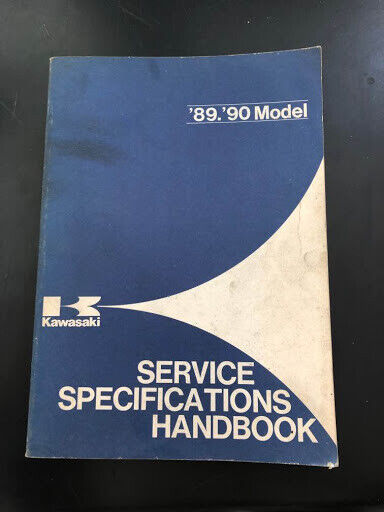 '89.'90 Model
Kawasaki
SERVICE
SPECIFICATIONS
HANDBOOK